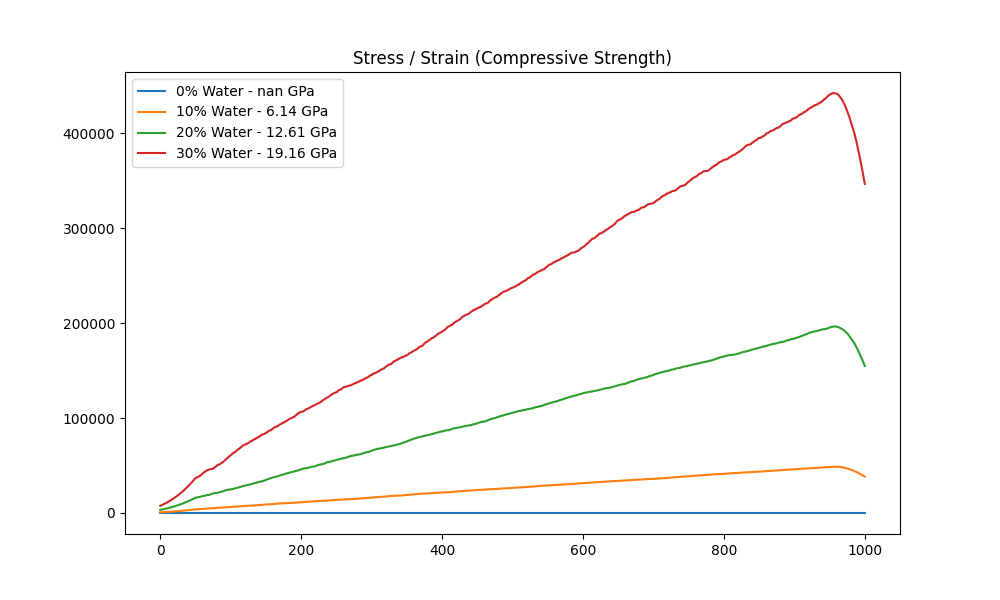 Stress / Strain (Compressive Strength)
0% Water - nan GPa
10% Water - 6.14 GPa
20% Water - 12.61 GPa
30% Water - 19.16 GPa
400000
300000
200000
100000
0
0 200 400 600 800 1000